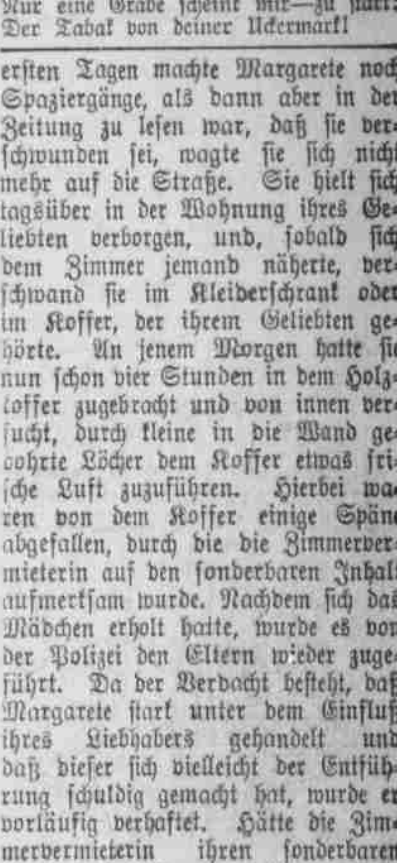 Nur eine Grabe scheint mir—zu stark:
Der Tabak von deiner Uckermark!
ersten Tagen machte Margarete noch
Spaziergänge, als dann aber in der
Zeitung zu lesen war, daß sie ver-
schwunden sei, wagte sie sich nicht
mehr auf die Straße. Sie hielt sich
tagsüber in der Wohnung ihres Ge-
liebten verborgen, und, sobald sich
dem Zimmer jemand näherte, ver-
schwand sie im Kleiderschrank oder
im Koffer, der ihrem Geliebten ge-
hörte. An jenem Morgen hatte sie
nun schon vier Stunden in dem Holz-
koffer zugebracht und von innen ver-
sucht, durch kleine in die Wand ge-
bohrte Löcher dem Koffer etwas fri-
sche Luft zuzuführen. Hierbei wa-
ren von dem Koffer einige Späne
abgefallen, durch die die Zimmerver-
mieterin auf den sonderbaren Inhalt
aufmerksam wurde. Nachdem sich das
Mädchen erholt hatte, wurde es von
der Polizei den Eltern wieder zuge-
führt. Da der Verdacht besteht, daß
Margarete stark unter dem Einfluß
ihres Liebhabers gehandelt und
daß dieser sich vielleicht der Entfüh-
rung schuldig gemacht hat, wurde er
vorläufig verhaftet. Hätte die Zim-
mervermieterin ihren sonderbaren